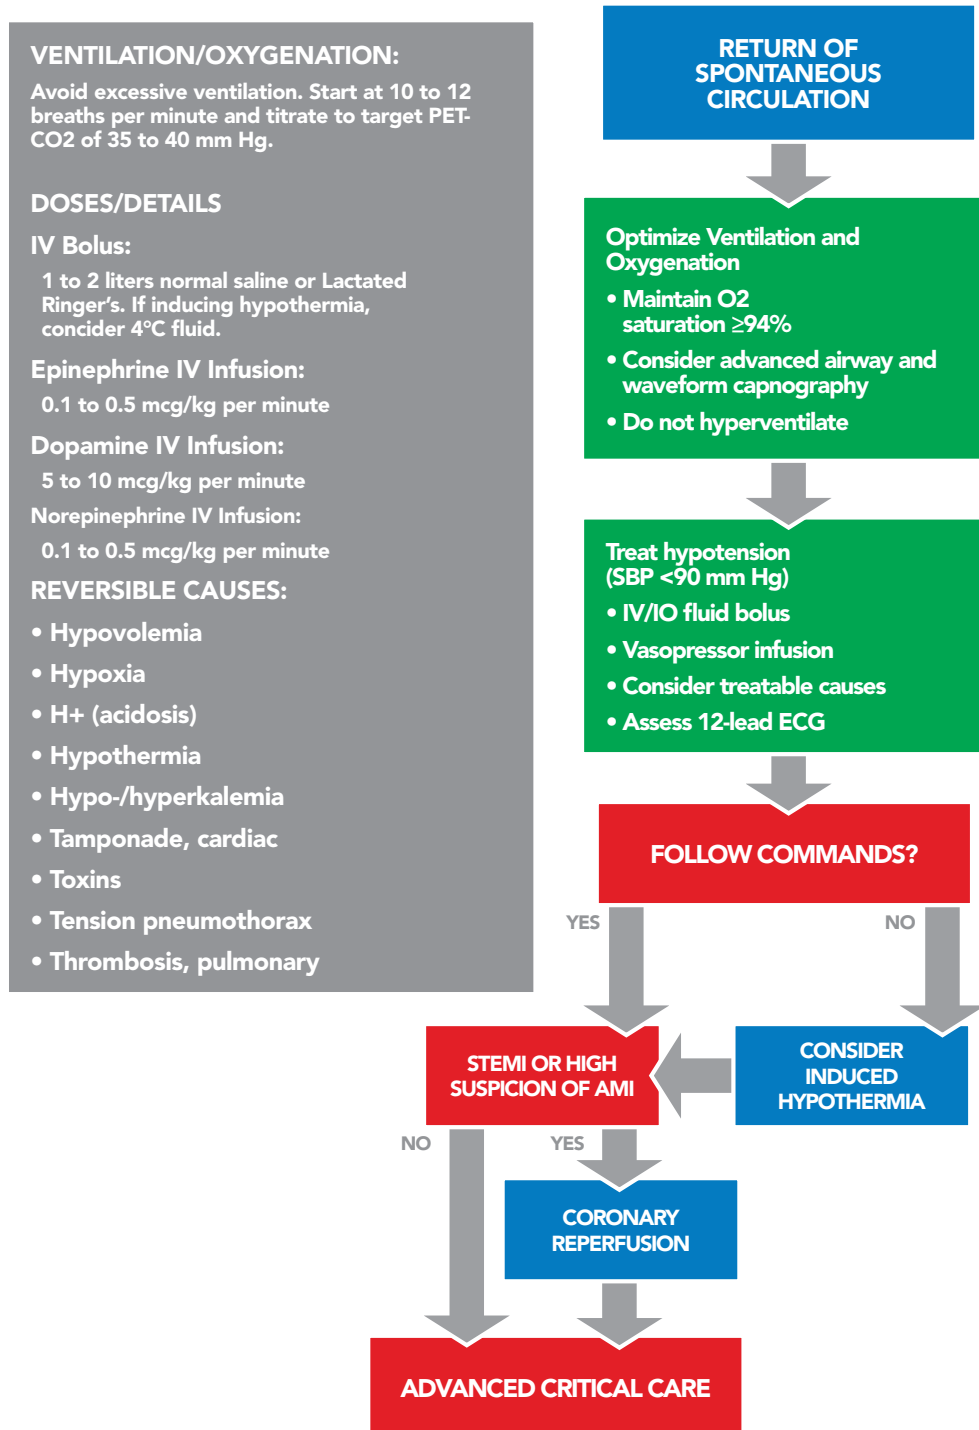 VENTILATION/OXYGENATION:
Avoid excessive ventilation. Start at 10 to 12
breaths per minute and titrate to target PET-
CO2 of 35 to 40 mm Hg.
DOSES/DETAILS
IV Bolus:
1 to 2 liters normal saline or Lactated
Ringer's. If inducing hypothermia,
concider 4°C fluid.
Epinephrine IV Infusion:
0.1 to 0.5 mcg/kg per minute
Dopamine IV Infusion:
5 to 10 mcg/kg per minute
Norepinephrine IV Infusion:
0.1 to 0.5 mcg/kg per minute
REVERSIBLE CAUSES:
• Hypovolemia
• Hypoxia
• H+ (acidosis)
• Hypothermia
• Hypo-/hyperkalemia
• Tamponade, cardiac
• Toxins
• Tension pneumothorax
• Thrombosis, pulmonary
RETURN OF
SPONTANEOUS
CIRCULATION
Optimize Ventilation and
Oxygenation
• Maintain O2
saturation ≥94%
• Consider advanced airway and
waveform capnography
• Do not hyperventilate
Treat hypotension
(SBP <90 mm Hg)
• IV/IO fluid bolus
• Vasopressor infusion
• Consider treatable causes
• Assess 12-lead ECG
FOLLOW COMMANDS?
YES
NO
STEMI OR HIGH
SUSPICION OF AMI
CONSIDER
INDUCED
HYPOTHERMIA
NO
YES
CORONARY
REPERFUSION
ADVANCED CRITICAL CARE